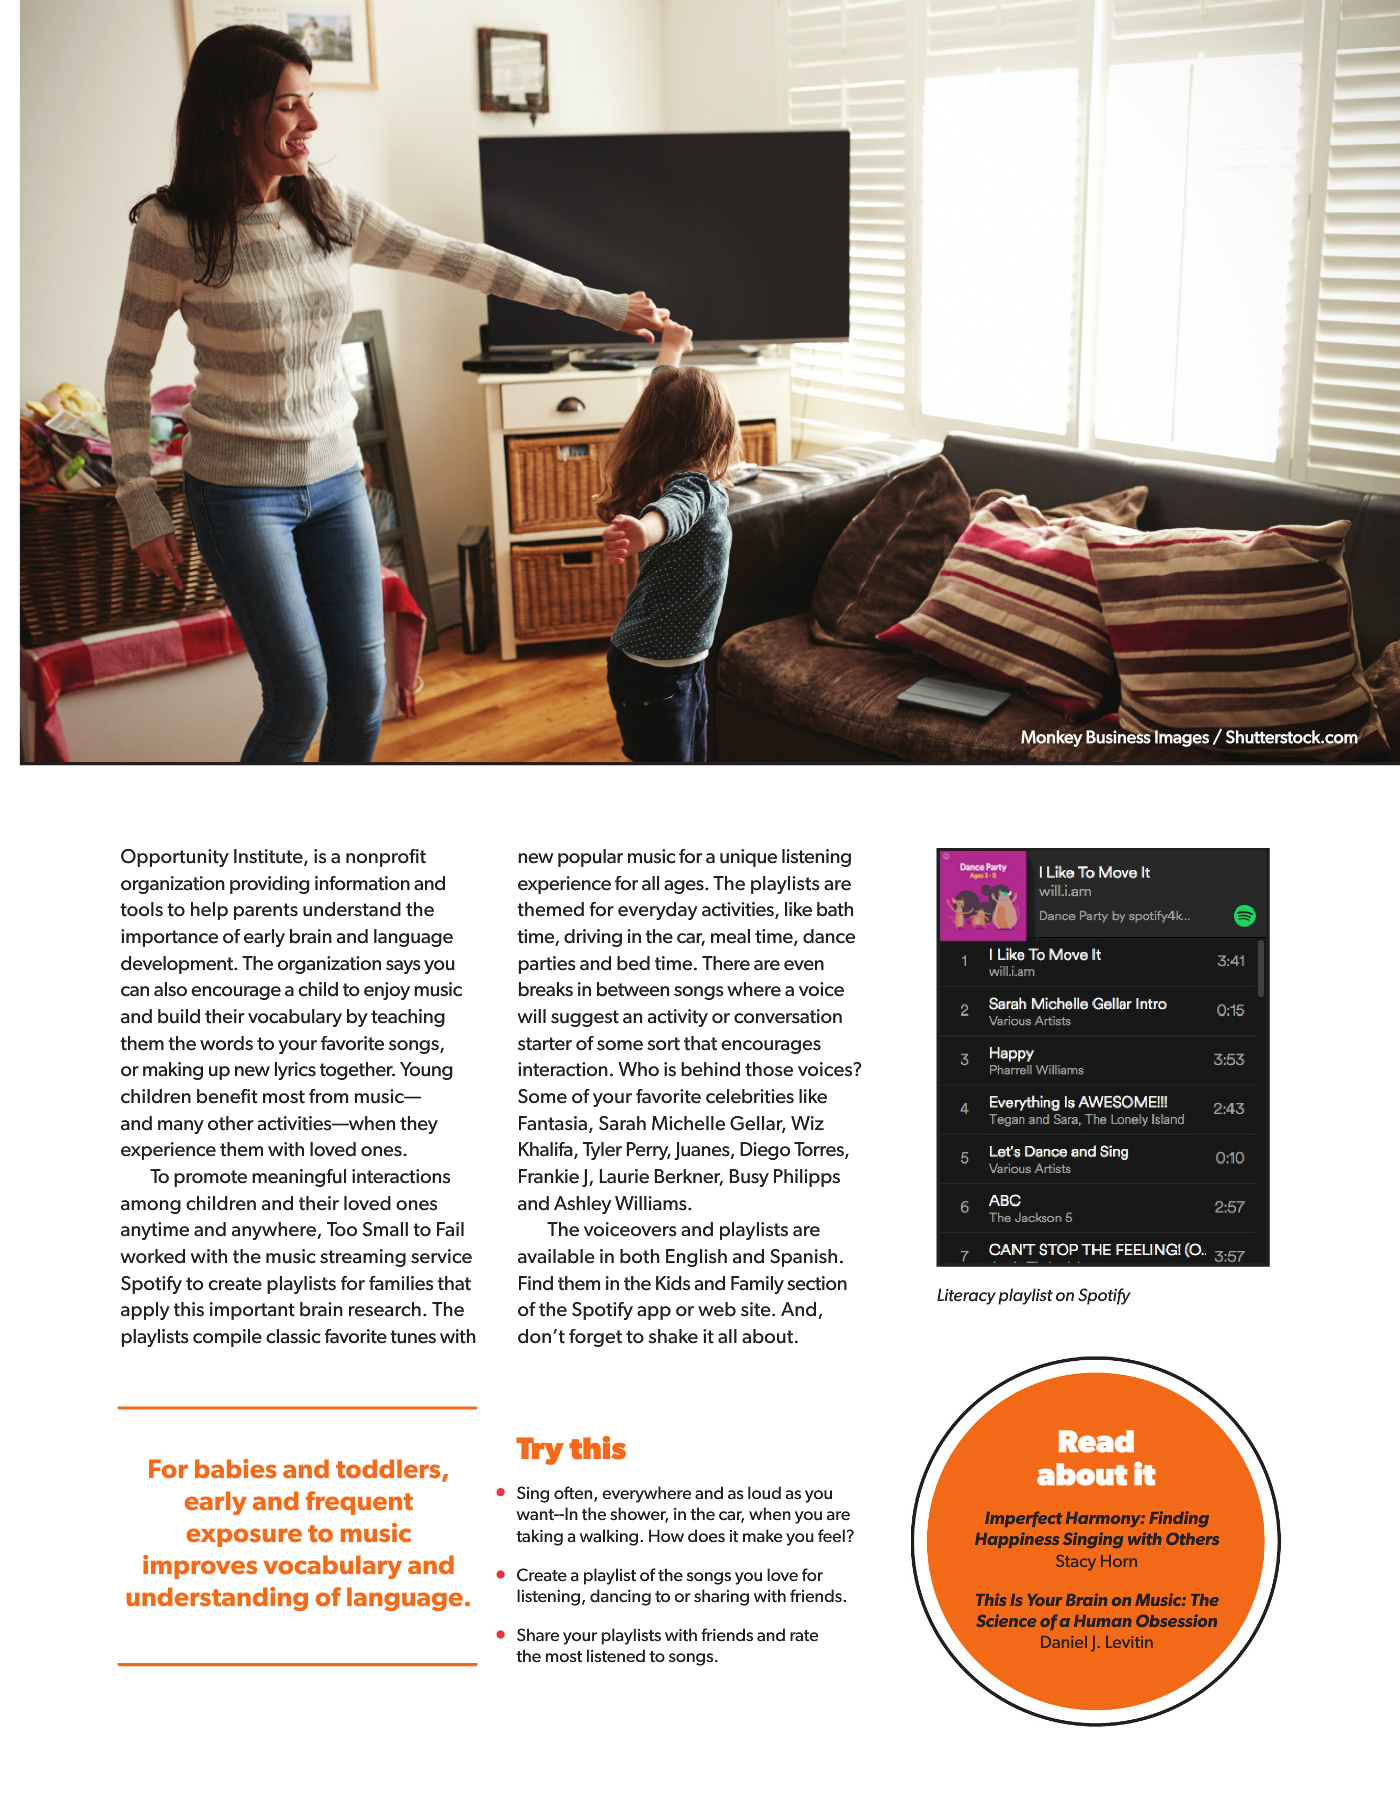 Monkey Business Images / Shutterstock.com
Opportunity Institute, is a nonprofit
organization providing information and
tools to help parents understand the
importance of early brain and language
development. The organization says you
can also encourage a child to enjoy music
and build their vocabulary by teaching
them the words to your favorite songs,
or making up new lyrics together. Young
children benefit most from music—
and many other activities—when they
experience them with loved ones.
To promote meaningful interactions
among children and their loved ones
anytime and anywhere, Too Small to Fail
worked with the music streaming service
Spotify to create playlists for families that
apply this important brain research. The
playlists compile classic favorite tunes with
new popular music for a unique listening
experience for all ages. The playlists are
themed for everyday activities, like bath
time, driving in the car, meal time, dance
parties and bed time. There are even
breaks in between songs where a voice
will suggest an activity or conversation
starter of some sort that encourages
interaction. Who is behind those voices?
Some of your favorite celebrities like
Fantasia, Sarah Michelle Gellar, Wiz
Khalifa, Tyler Perry, Juanes, Diego Torres,
Frankie J, Laurie Berkner, Busy Philipps
and Ashley Williams.
The voiceovers and playlists are
available in both English and Spanish.
Find them in the Kids and Family section
of the Spotify app or web site. And,
don't forget to shake it all about.
Dance Party
Ages 3 - 5
I Like To Move It
will.i.am
Dance Party by spotify4k...
1 I Like To Move It 3:41
will.i.am
2 Sarah Michelle Gellar Intro 0:15
Various Artists
3 Happy 3:53
Pharrell Williams
4 Everything Is AWESOME!!! 2:43
Tegan and Sara, The Lonely Island
5 Let's Dance and Sing 0:10
Various Artists
6 ABC 2:57
The Jackson 5
7 CAN'T STOP THE FEELING! (O.. 3:57
Literacy playlist on Spotify
For babies and toddlers,
early and frequent
exposure to music
improves vocabulary and
understanding of language.
Try this
• Sing often, everywhere and as loud as you
want--In the shower, in the car, when you are
taking a walking. How does it make you feel?
• Create a playlist of the songs you love for
listening, dancing to or sharing with friends.
• Share your playlists with friends and rate
the most listened to songs.
Read
about it
Imperfect Harmony: Finding
Happiness Singing with Others
Stacy Horn
This Is Your Brain on Music: The
Science of a Human Obsession
Daniel J. Levitin